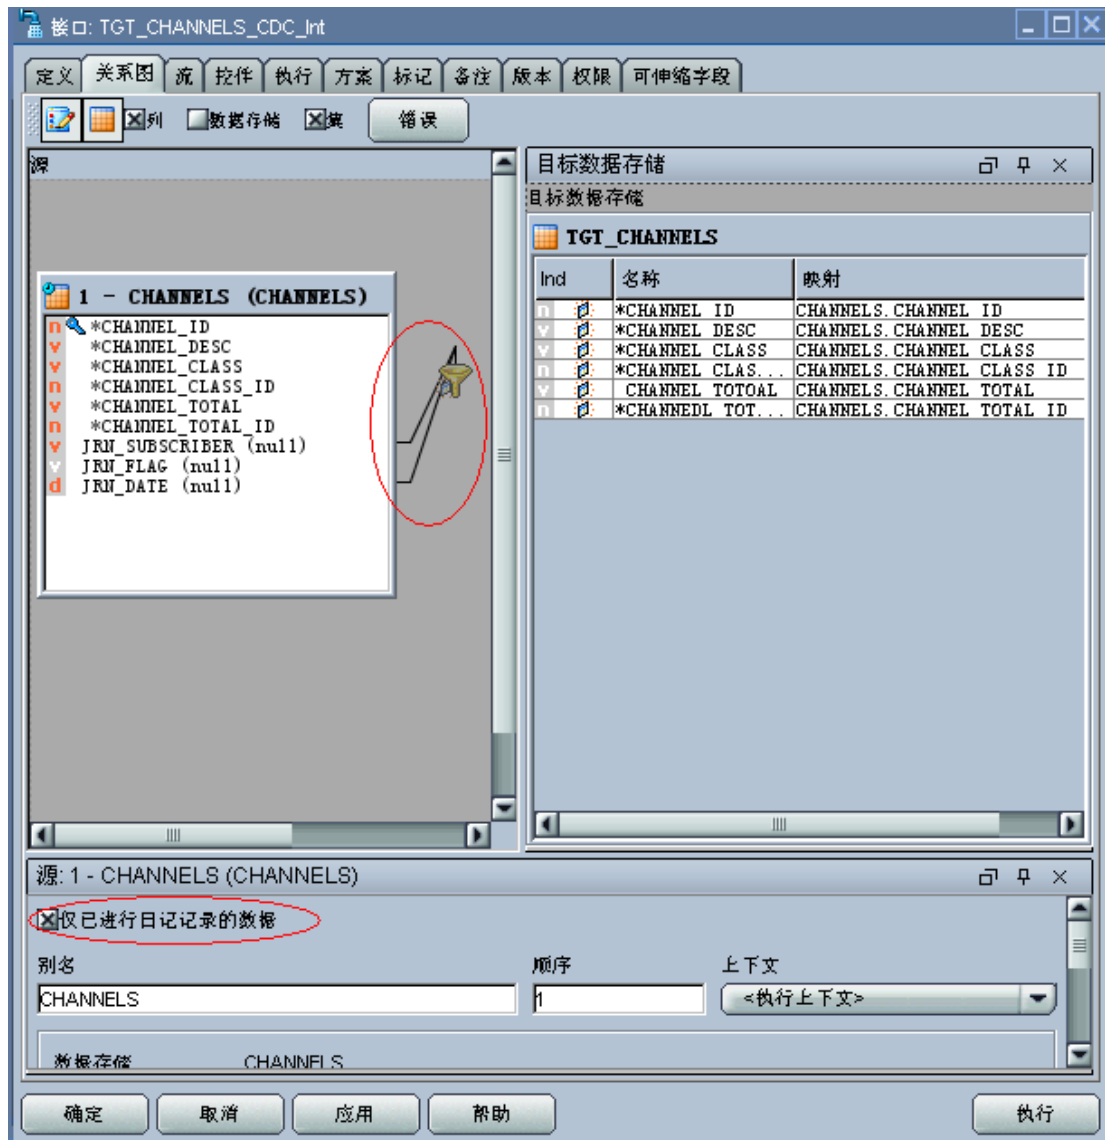 接口: TGT_CHANNELS_CDC_Int
定义 关系图 流 控件 执行 方案 标记 备注 版本 权限 可伸缩字段
列 数据存储 集 错误
源
1 - CHANNELS (CHANNELS)
n *CHANNEL_ID
v *CHANNEL_DESC
v *CHANNEL_CLASS
n *CHANNEL_CLASS_ID
v *CHANNEL_TOTAL
n *CHANNEL_TOTAL_ID
v JRN_SUBSCRIBER (null)
v JRN_FLAG (null)
d JRN_DATE (null)
目标数据存储
目标数据存储
TGT_CHANNELS
Ind 名称 映射
n *CHANNEL ID CHANNELS.CHANNEL ID
v *CHANNEL DESC CHANNELS.CHANNEL DESC
v *CHANNEL CLASS CHANNELS.CHANNEL CLASS
n *CHANNEL CLAS... CHANNELS.CHANNEL CLASS ID
v CHANNEL TOTOAL CHANNELS.CHANNEL TOTAL
n *CHANNEDL TOT... CHANNELS.CHANNEL TOTAL ID
源: 1 - CHANNELS (CHANNELS)
仅已进行日记记录的数据
别名 顺序 上下文
CHANNELS 1 <执行上下文>
数据存储 CHANNELS
确定 取消 应用 帮助 执行